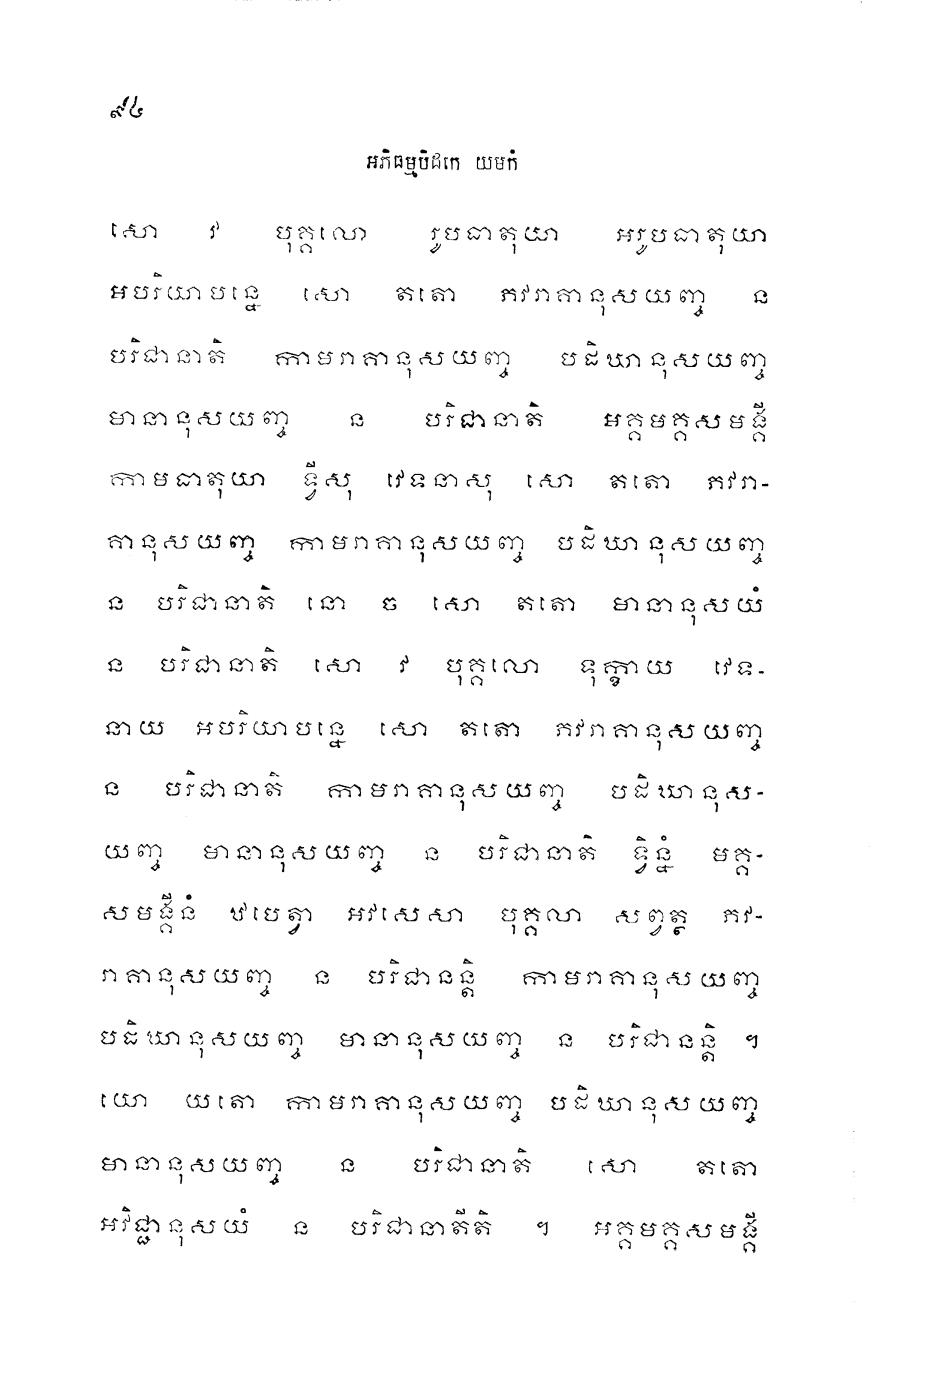 ៩៤
អភិធម្មបិដកេ យមកំ
សោ វ បុគ្គលោ រូបធាតុយា អរូបធាតុយា
អបរិយាបន្នេ សោ តតោ ភវរាគានុសយញ្ច ន
បរិជានាតិ កាមរាគានុសយញ្ច បដិឃានុសយញ្ច
មានានុសយញ្ច ន បរិជានាតិ អគ្គមគ្គសមង្គី
កាមធាតុយា ទ្វីសុ វេទនាសុ សោ តតោ ភវរា-
គានុសយញ្ច កាមរាគានុសយញ្ច បដិឃានុសយញ្ច
ន បរិជានាតិ នោ ច សោ តតោ មានានុសយំ
ន បរិជានាតិ សោ វ បុគ្គលោ ទុក្ខាយ វេទ-
នាយ អបរិយាបន្នេ សោ តតោ ភវរាគានុសយញ្ច
ន បរិជានាតិ កាមរាគានុសយញ្ច បដិឃានុស-
យញ្ច មានានុសយញ្ច ន បរិជានាតិ ទ្វិន្នំ មគ្គ-
សមង្គីនំ ឋបេត្វា អវសេសា បុគ្គលា សព្វត្ថ ភវ-
រាគានុសយញ្ច ន បរិជានន្តិ កាមរាគានុសយញ្ច
បដិឃានុសយញ្ច មានានុសយញ្ច ន បរិជានន្តិ ។
យោ យតោ កាមរាគានុសយញ្ច បដិឃានុសយញ្ច
មានានុសយញ្ច ន បរិជានាតិ សោ តតោ
អវិជ្ជានុសយំ ន បរិជានាតីតិ ។ អគ្គមគ្គសមង្គី